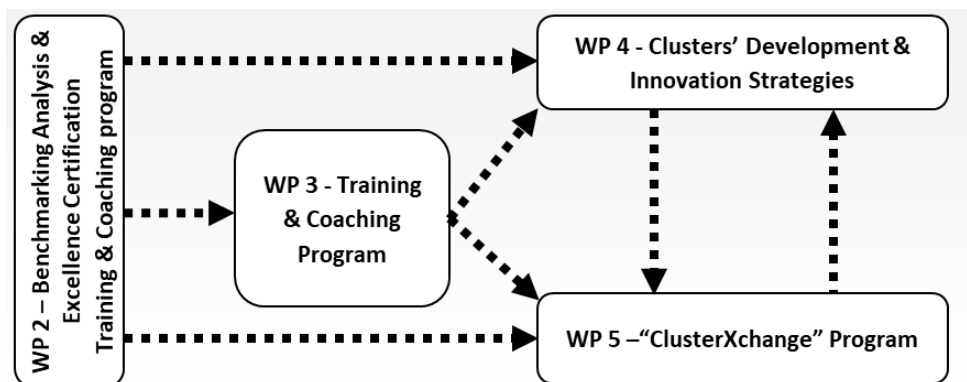 WP 2 – Benchmarking Analysis &
Excellence Certification
Training & Coaching program
WP 3 - Training
& Coaching
Program
WP 4 - Clusters’ Development &
Innovation Strategies
WP 5 –“ClusterXchange” Program